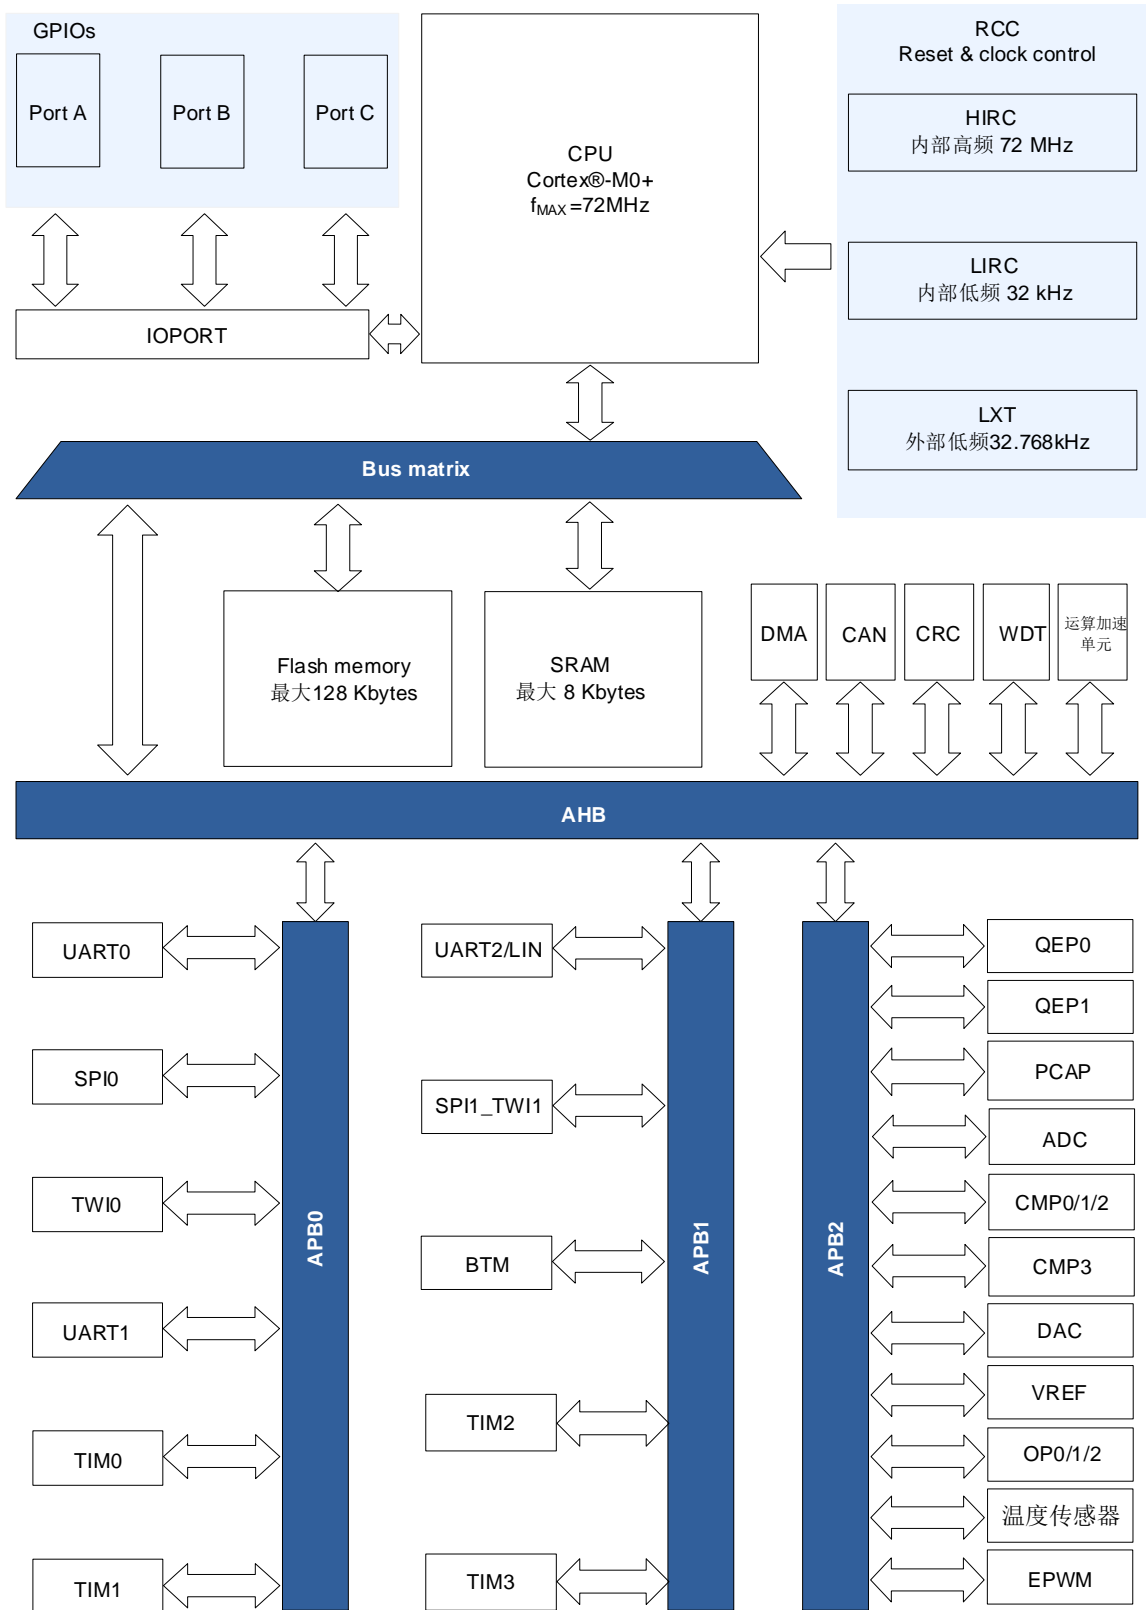 GPIOs
Port A
Port B
Port C
CPU
Cortex®-M0+
fMAX=72MHz
RCC
Reset & clock control
HIRC
内部高频 72 MHz
LIRC
内部低频 32 kHz
LXT
外部低频32.768kHz
IOPORT
Bus matrix
Flash memory
最大128 Kbytes
SRAM
最大 8 Kbytes
DMA
CAN
CRC
WDT
运算加速
单元
AHB
UART0
SPI0
TWI0
UART1
TIM0
TIM1
APB0
UART2/LIN
SPI1_TWI1
BTM
TIM2
TIM3
APB1
APB2
QEP0
QEP1
PCAP
ADC
CMP0/1/2
CMP3
DAC
VREF
OP0/1/2
温度传感器
EPWM